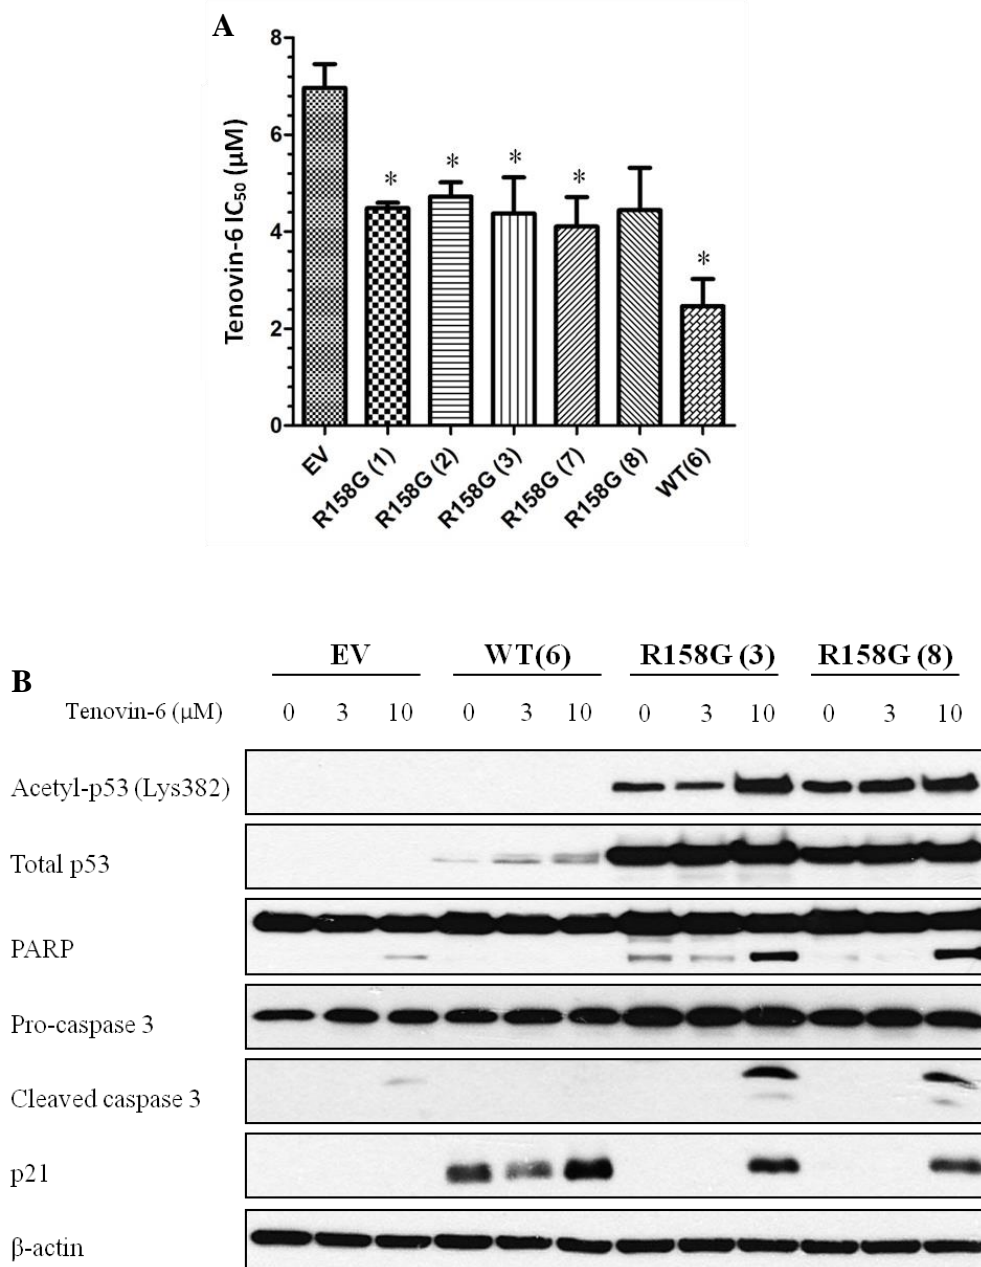 A
8
6
4
2
0
Tenovin-6 IC50 (μM)
* * * * *
EV R158G (1) R158G (2) R158G (3) R158G (7) R158G (8) WT(6)
B
EV WT(6) R158G (3) R158G (8)
Tenovin-6 (μM) 0 3 10 0 3 10 0 3 10 0 3 10
Acetyl-p53 (Lys382)
Total p53
PARP
Pro-caspase 3
Cleaved caspase 3
p21
β-actin